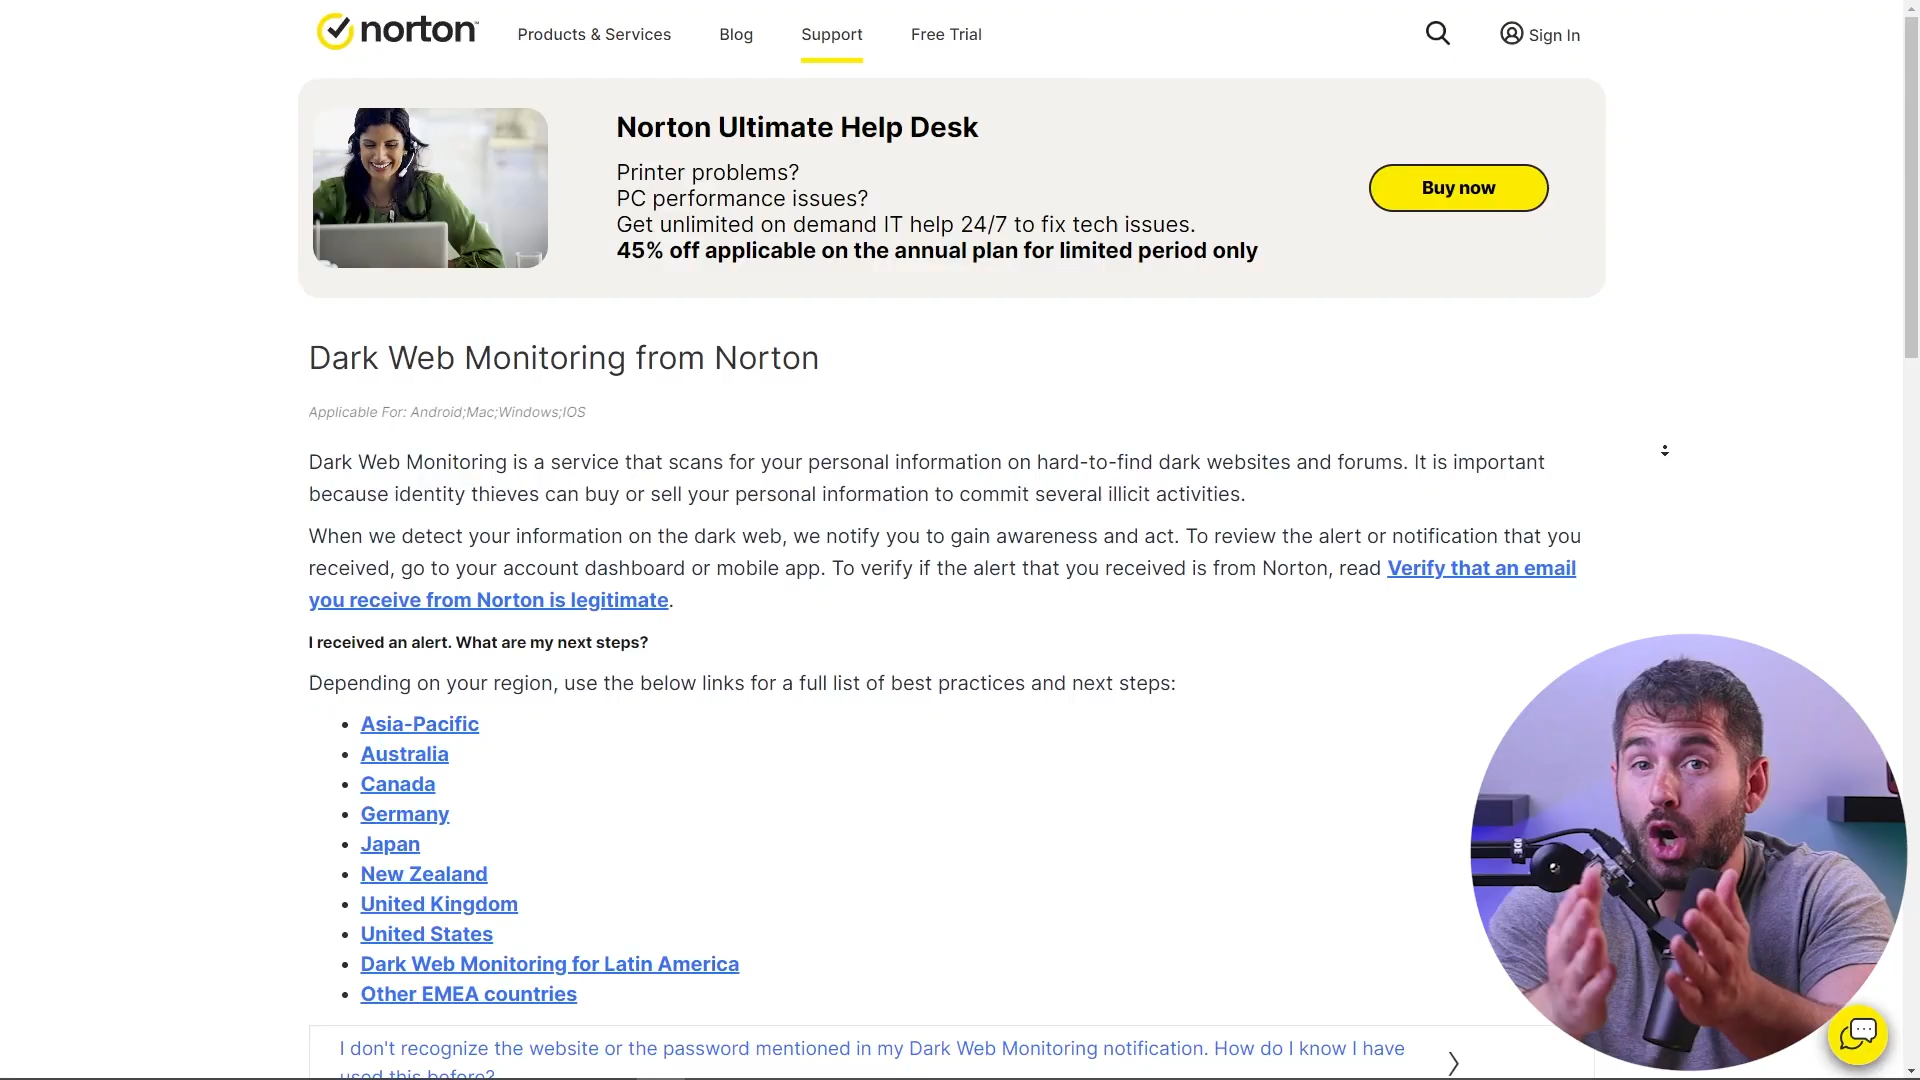 norton
Products & Services
Blog
Support
Free Trial
Sign In
Norton Ultimate Help Desk
Printer problems?
PC performance issues?
Get unlimited on demand IT help 24/7 to fix tech issues.
45% off applicable on the annual plan for limited period only
Buy now
Dark Web Monitoring from Norton
Applicable For: Android;Mac;Windows;IOS
Dark Web Monitoring is a service that scans for your personal information on hard-to-find dark websites and forums. It is important
because identity thieves can buy or sell your personal information to commit several illicit activities.
When we detect your information on the dark web, we notify you to gain awareness and act. To review the alert or notification that you
received, go to your account dashboard or mobile app. To verify if the alert that you received is from Norton, read Verify that an email
you receive from Norton is legitimate.
I received an alert. What are my next steps?
Depending on your region, use the below links for a full list of best practices and next steps:
• Asia-Pacific
• Australia
• Canada
• Germany
• Japan
• New Zealand
• United Kingdom
• United States
• Dark Web Monitoring for Latin America
• Other EMEA countries
I don't recognize the website or the password mentioned in my Dark Web Monitoring notification. How do I know I have
used this before?